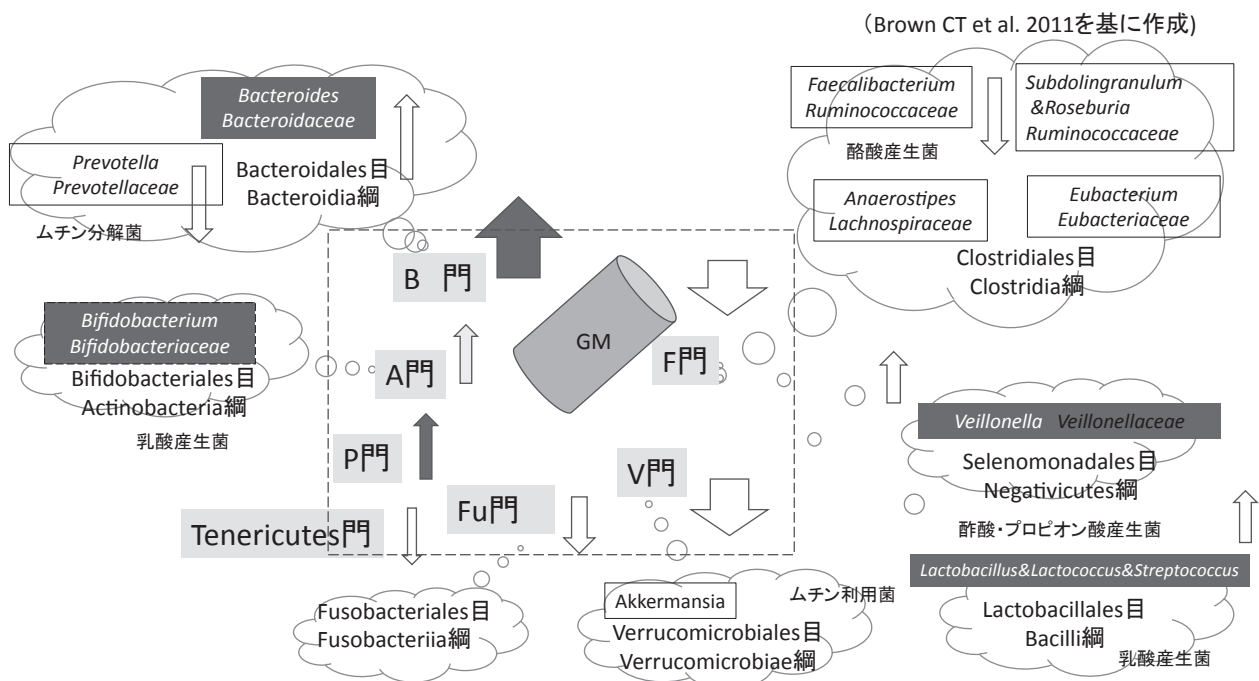 (Brown CT et al. 2011を基に作成)
Bacteroides
Bacteroidaceae
Prevotella
Prevotellaceae
Bacteroidales目
Bacteroidia綱
ムチン分解菌
Faecalibacterium
Ruminococcaceae
Subdolingranulum
&Roseburia
Ruminococcaceae
酪酸産生菌
Anaerostipes
Lachnospiraceae
Eubacterium
Eubacteriaceae
Clostridiales目
Clostridia綱
B 門
GM
F門
Bifidobacterium
Bifidobacteriaceae
Bifidobacteriales目
Actinobacteria綱
乳酸産生菌
A門
P門
V門
Fu門
Tenericutes門
Veillonella Veillonellaceae
Selenomonadales目
Negativicutes綱
酢酸・プロピオン酸産生菌
Lactobacillus&Lactococcus&Streptococcus
Lactobacillales目
Bacilli綱
乳酸産生菌
Fusobacteriales目
Fusobacteriia綱
Akkermansia
ムチン利用菌
Verrucomicrobiales目
Verrucomicrobiae綱